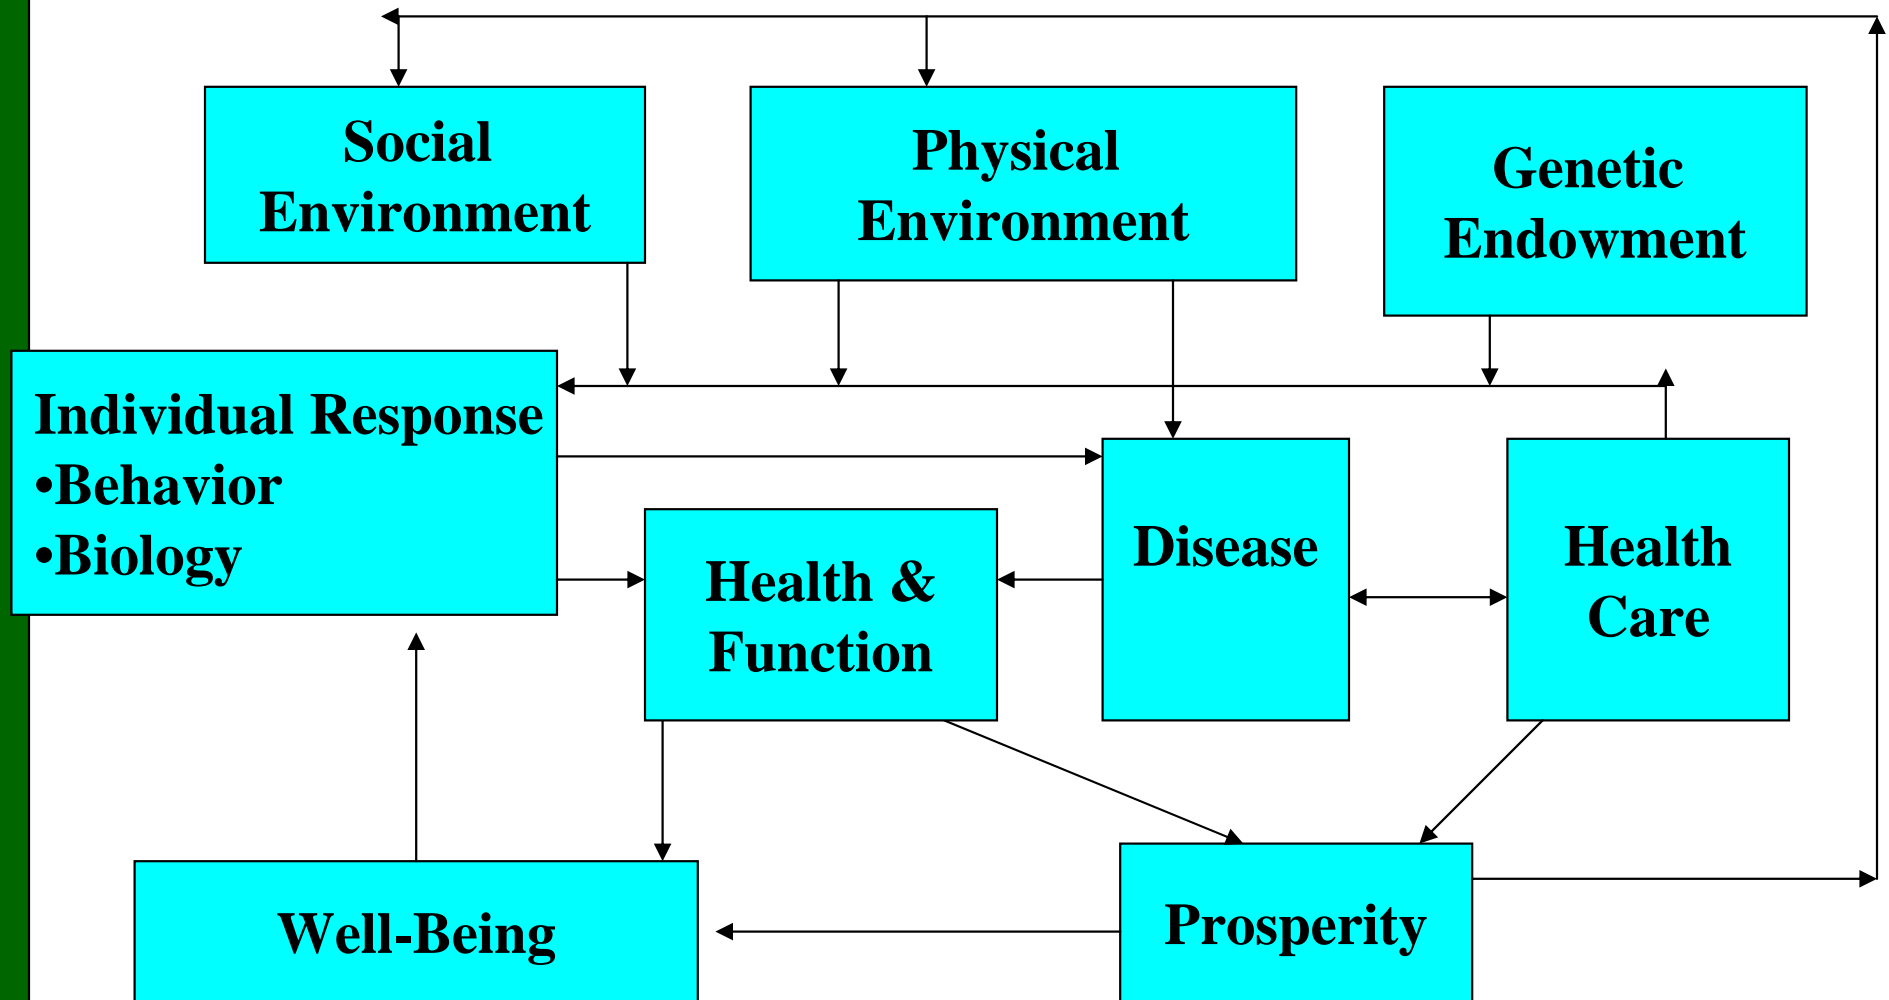 Social
Environment
Physical
Environment
Genetic
Endowment
Individual Response
•Behavior
•Biology
Health &
Function
Disease
Health
Care
Well-Being
Prosperity